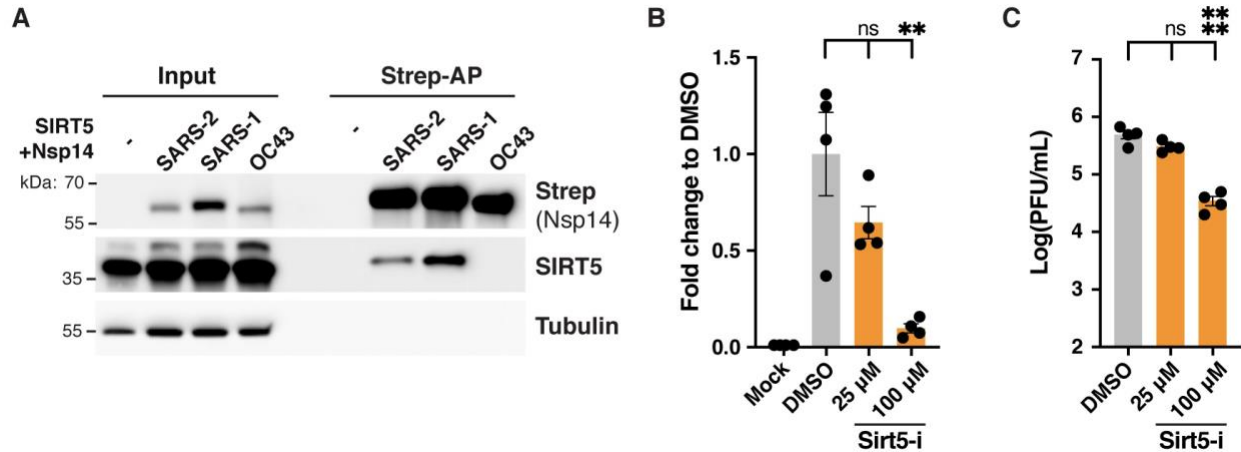 A
Input
Strep-AP
SIRT5
+Nsp14
-
SARS-2
SARS-1
OC43
-
SARS-2
SARS-1
OC43
kDa: 70
55
35
55
Strep
(Nsp14)
SIRT5
Tubulin
B
ns
**
Fold change to DMSO
1.5
1.0
0.5
0.0
Mock
DMSO
25 µM
100 µM
Sirt5-i
C
ns
**
**
Log(PFU/mL)
7
6
5
4
3
2
DMSO
25 µM
100 µM
Sirt5-i